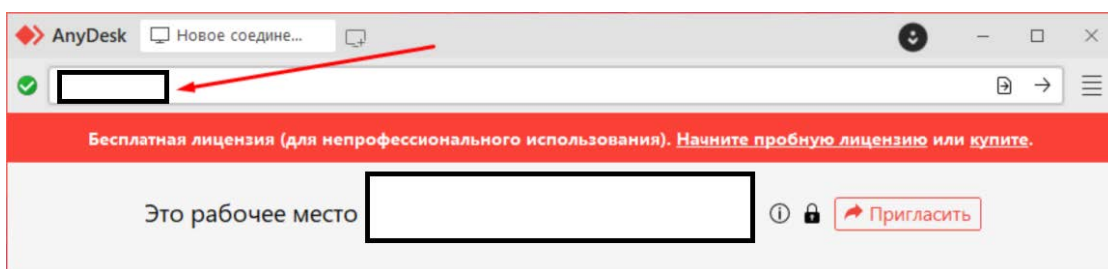 AnyDesk Новое соедине...
Бесплатная лицензия (для непрофессионального использования). Начните пробную лицензию или купите.
Это рабочее место Пригласить